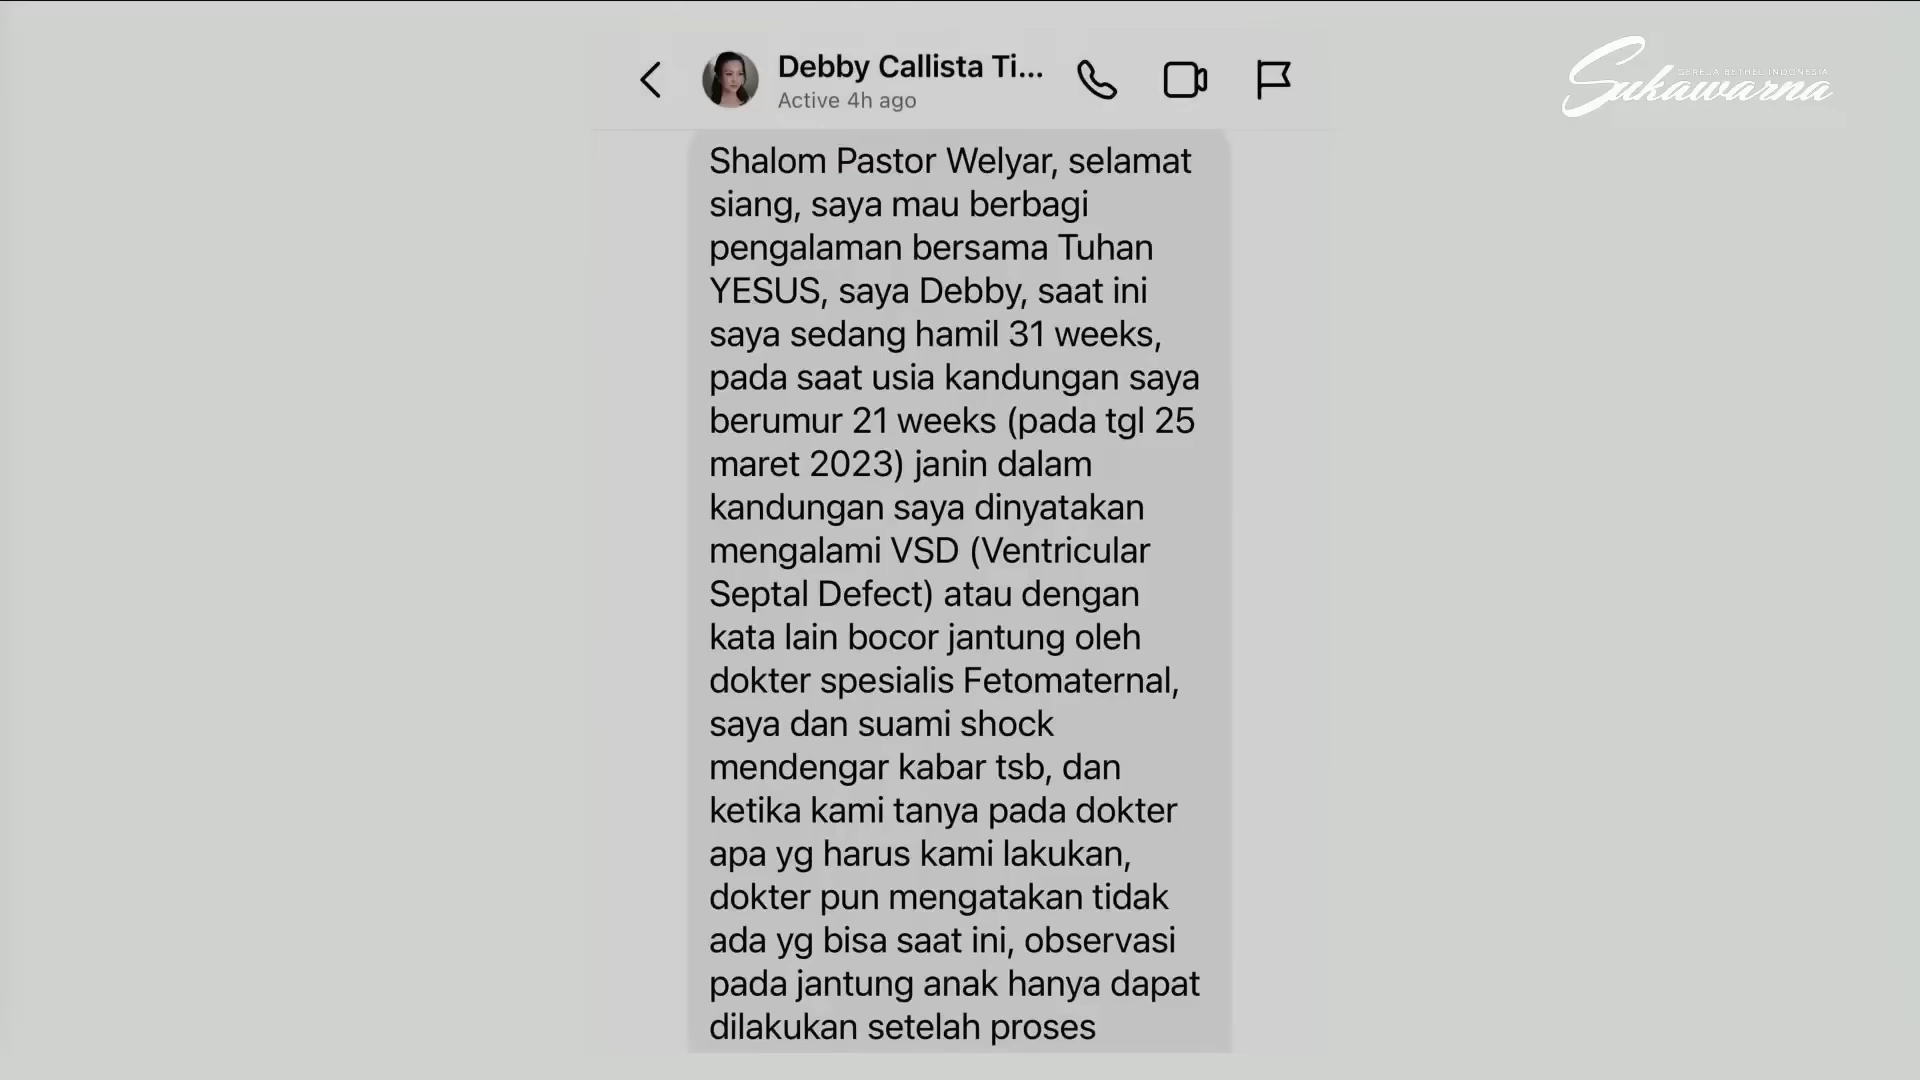 Debby Callista Ti...
Active 4h ago
GEREJA BETHEL INDONESIA
Sukawarna
Shalom Pastor Welyar, selamat
siang, saya mau berbagi
pengalaman bersama Tuhan
YESUS, saya Debby, saat ini
saya sedang hamil 31 weeks,
pada saat usia kandungan saya
berumur 21 weeks (pada tgl 25
maret 2023) janin dalam
kandungan saya dinyatakan
mengalami VSD (Ventricular
Septal Defect) atau dengan
kata lain bocor jantung oleh
dokter spesialis Fetomaternal,
saya dan suami shock
mendengar kabar tsb, dan
ketika kami tanya pada dokter
apa yg harus kami lakukan,
dokter pun mengatakan tidak
ada yg bisa saat ini, observasi
pada jantung anak hanya dapat
dilakukan setelah proses